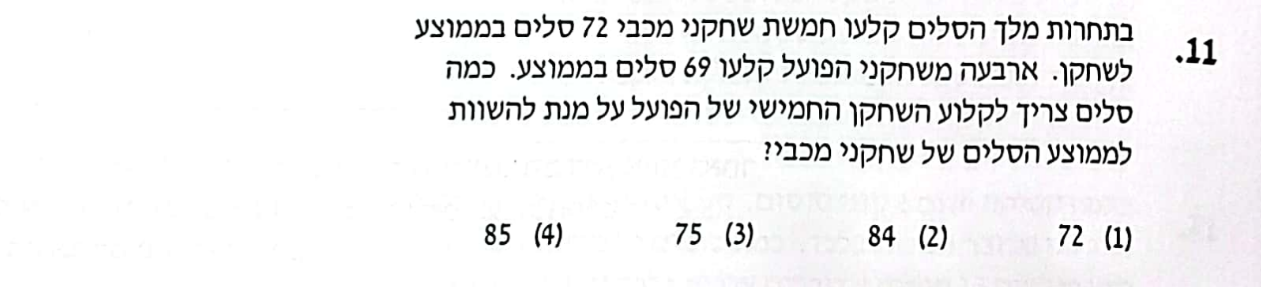 11. בתחרות מלך הסלים קלעו חמשת שחקני מכבי 72 סלים בממוצע
לשחקן. ארבעה משחקני הפועל קלעו 69 סלים בממוצע. כמה
סלים צריך לקלוע השחקן החמישי של הפועל על מנת להשוות
לממוצע הסלים של שחקני מכבי?
(1) 72 (2) 84 (3) 75 (4) 85